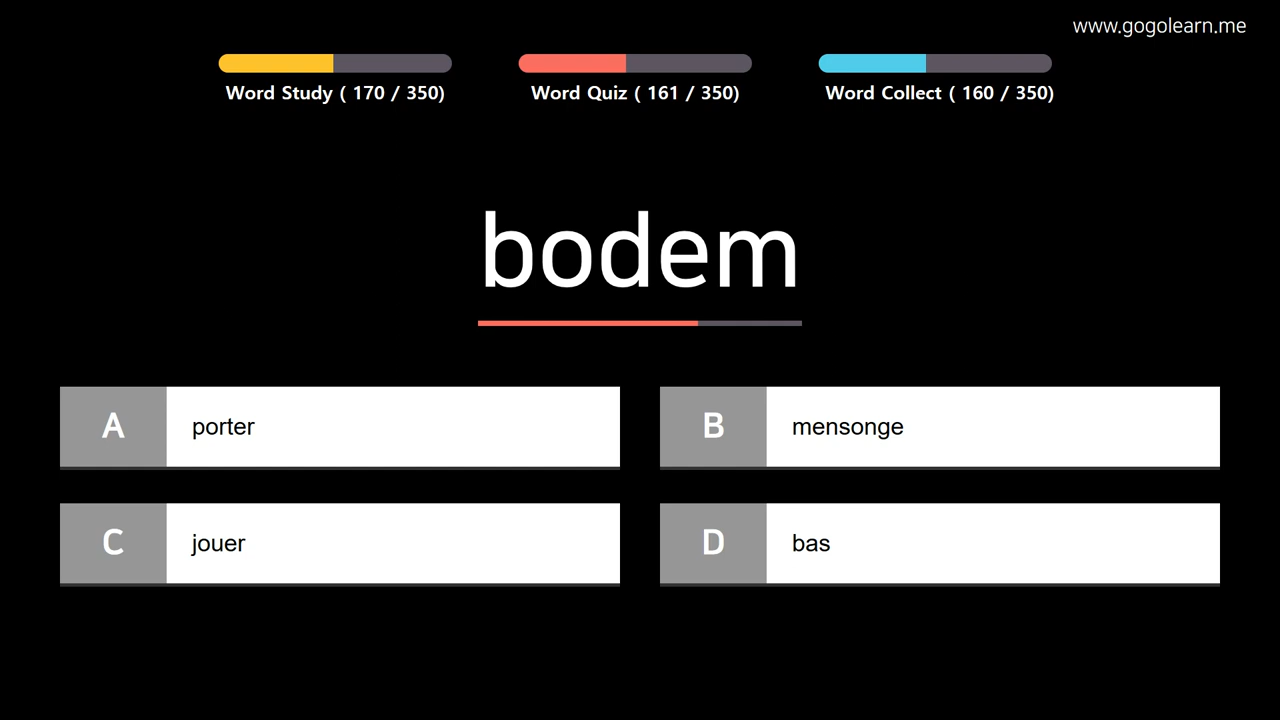 www.gogolearn.me
Word Study ( 170 / 350)
Word Quiz ( 161 / 350)
Word Collect ( 160 / 350)
bodem
A porter
B mensonge
C jouer
D bas